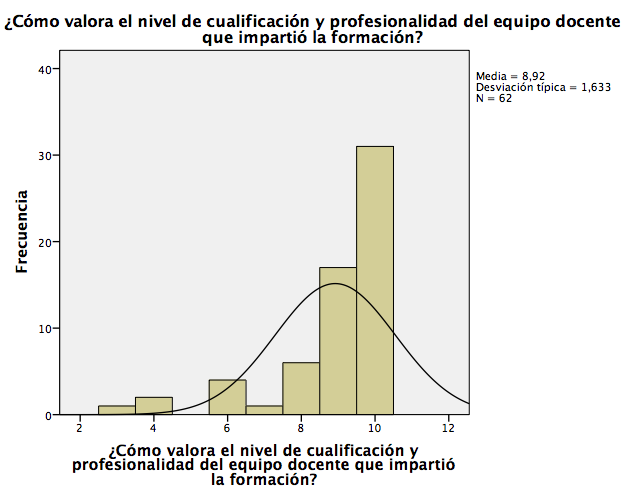 ¿Cómo valora el nivel de cualificación y profesionalidad del equipo docente
que impartió la formación?
Media = 8,92
Desviación típica = 1,633
N = 62
Frecuencia
40
30
20
10
0
2 4 6 8 10 12
¿Cómo valora el nivel de cualificación y
profesionalidad del equipo docente que impartió
la formación?